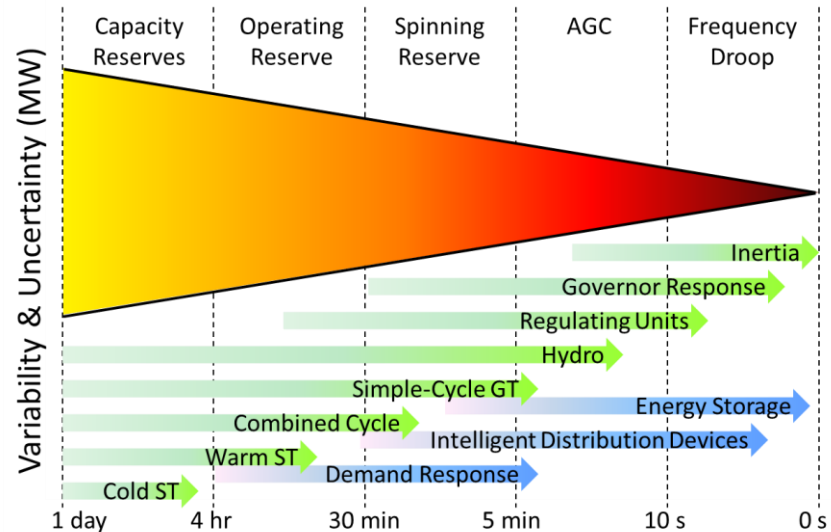 Capacity
Reserves
Operating
Reserve
Spinning
Reserve
AGC
Frequency
Droop
Variability & Uncertainty (MW)
Inertia
Governor Response
Regulating Units
Hydro
Simple-Cycle GT
Energy Storage
Combined Cycle
Intelligent Distribution Devices
Warm ST
Demand Response
Cold ST
1 day
4 hr
30 min
5 min
10 s
0 s